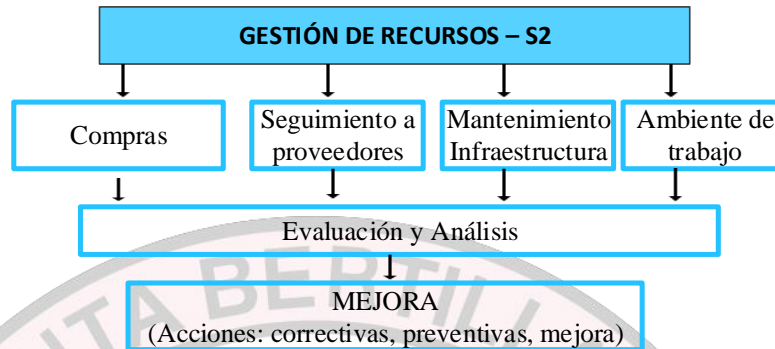 GESTIÓN DE RECURSOS – S2
Compras
Seguimiento a
proveedores
Mantenimiento
Infraestructura
Ambiente de
trabajo
Evaluación y Análisis
MEJORA
(Acciones: correctivas, preventivas, mejora)